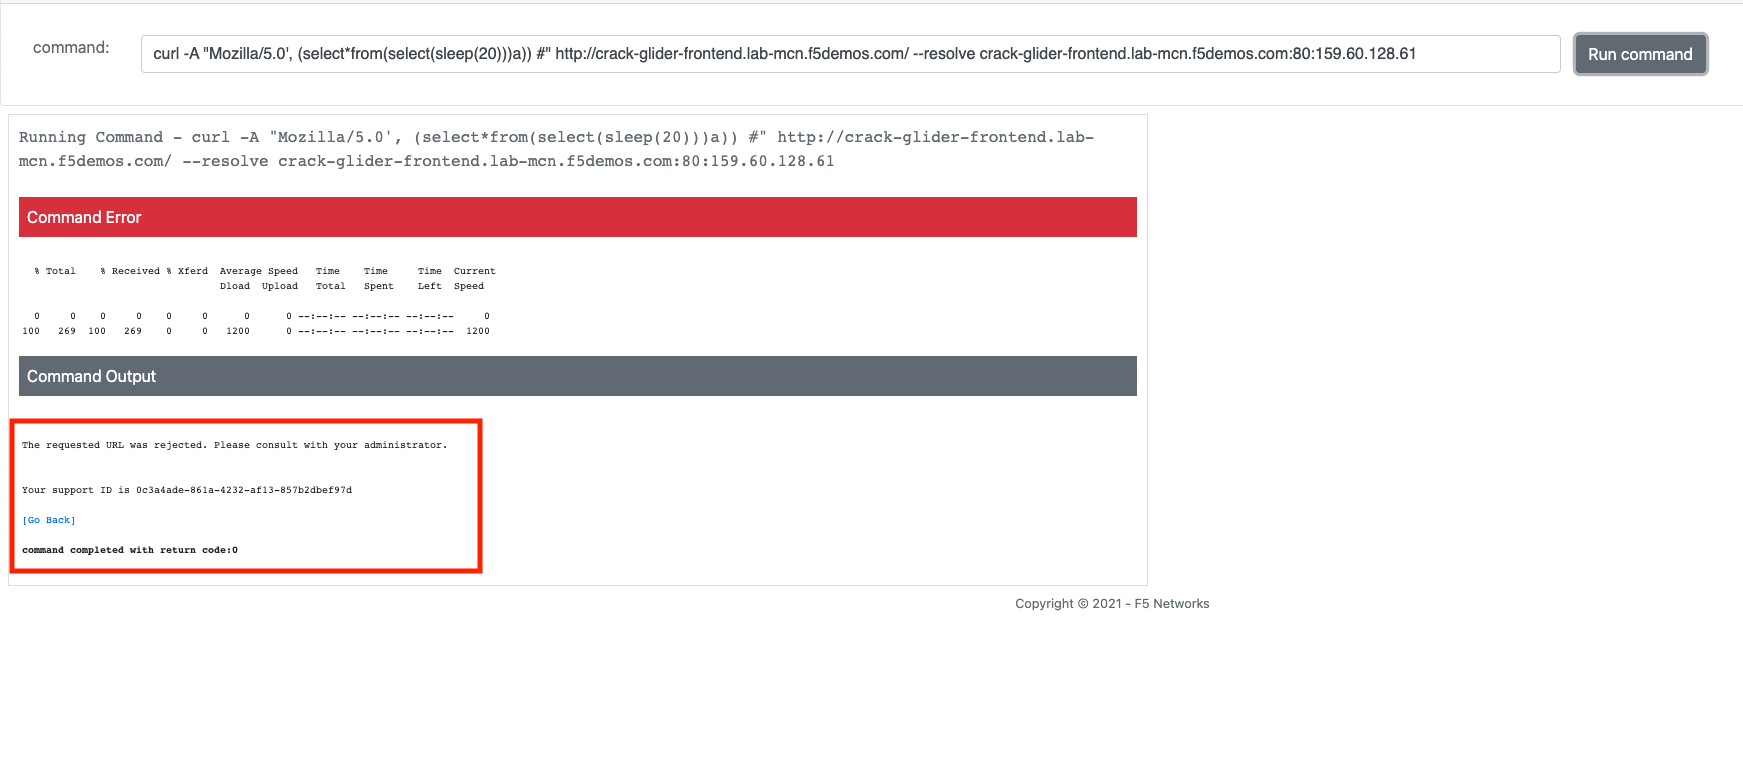 command:
curl -A "Mozilla/5.0', (select*from(select(sleep(20)))a)) #" http://crack-glider-frontend.lab-mcn.f5demos.com/ --resolve crack-glider-frontend.lab-mcn.f5demos.com:80:159.60.128.61
Run command
Running Command - curl -A "Mozilla/5.0', (select*from(select(sleep(20)))a)) #" http://crack-glider-frontend.lab-
mcn.f5demos.com/ --resolve crack-glider-frontend.lab-mcn.f5demos.com:80:159.60.128.61
Command Error
% Total % Received % Xferd Average Speed Time Time Time Current
Dload Upload Total Spent Left Speed
0 0 0 0 0 0 0 0 --:--:-- --:--:-- --:--:-- 0
100 269 100 269 0 0 1200 0 --:--:-- --:--:-- --:--:-- 1200
Command Output
The requested URL was rejected. Please consult with your administrator.
Your support ID is 0c3a4ade-861a-4232-af13-857b2dbef97d
[Go Back]
command completed with return code:0
Copyright © 2021 - F5 Networks